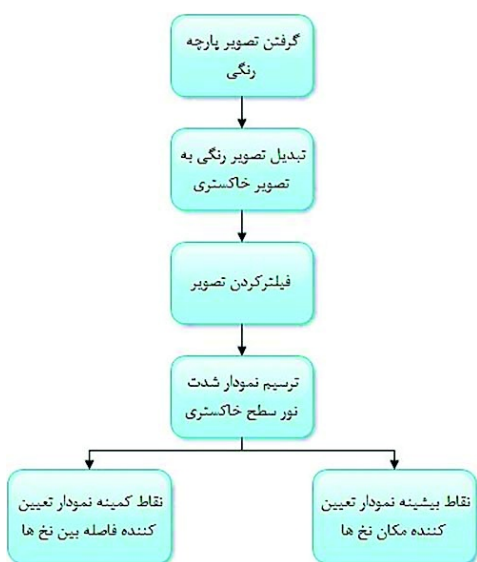 گرفتن تصویر پارچه
رنگی
تبدیل تصویر رنگی به
تصویر خاکستری
فیلترکردن تصویر
ترسیم نمودار شدت
نور سطح خاکستری
نقاط بیشینه نمودار تعیین
کننده مکان نخ ها
نقاط کمینه نمودار تعیین
کننده فاصله بین نخ ها